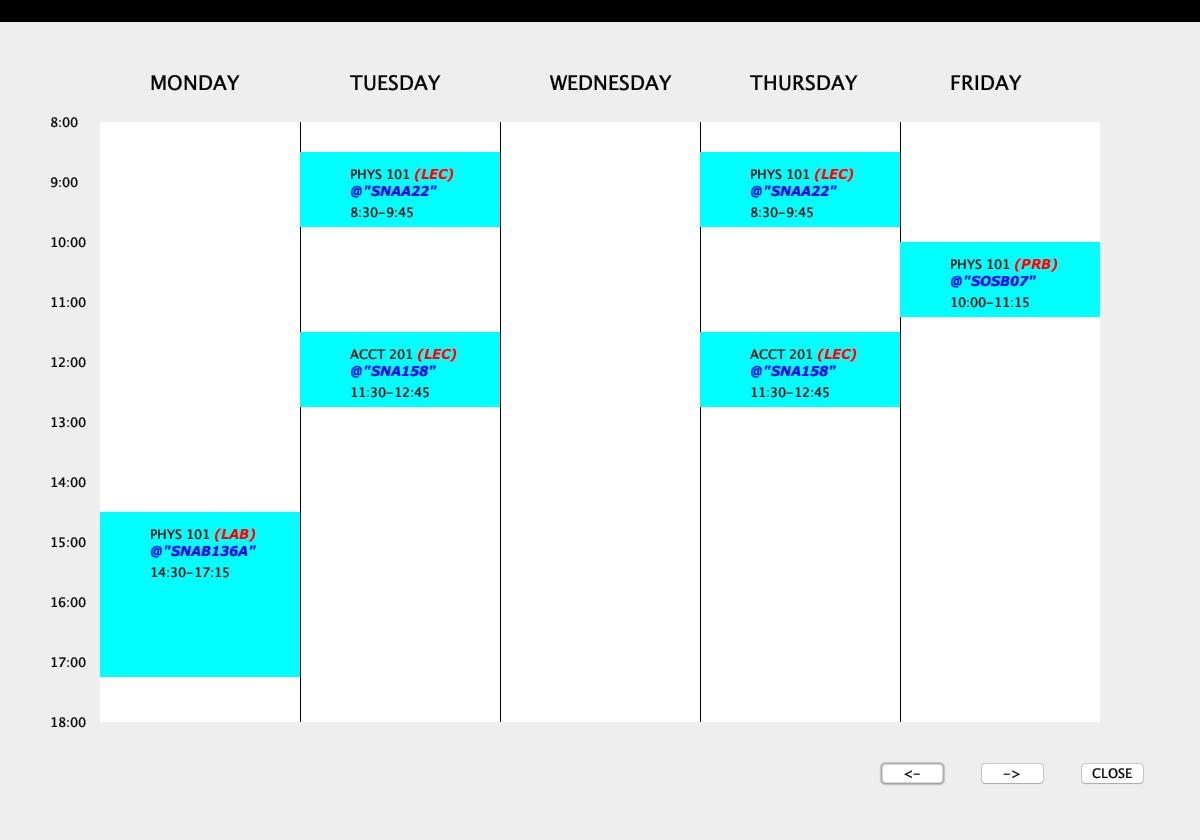 MONDAY TUESDAY WEDNESDAY THURSDAY FRIDAY
8:00
PHYS 101 (LEC)
@"SNAA22"
8:30-9:45
PHYS 101 (LEC)
@"SNAA22"
8:30-9:45
9:00
10:00
PHYS 101 (PRB)
@"SOSB07"
10:00-11:15
11:00
ACCT 201 (LEC)
@"SNA158"
11:30-12:45
ACCT 201 (LEC)
@"SNA158"
11:30-12:45
12:00
13:00
14:00
PHYS 101 (LAB)
@"SNAB136A"
14:30-17:15
15:00
16:00
17:00
18:00
<- -> CLOSE